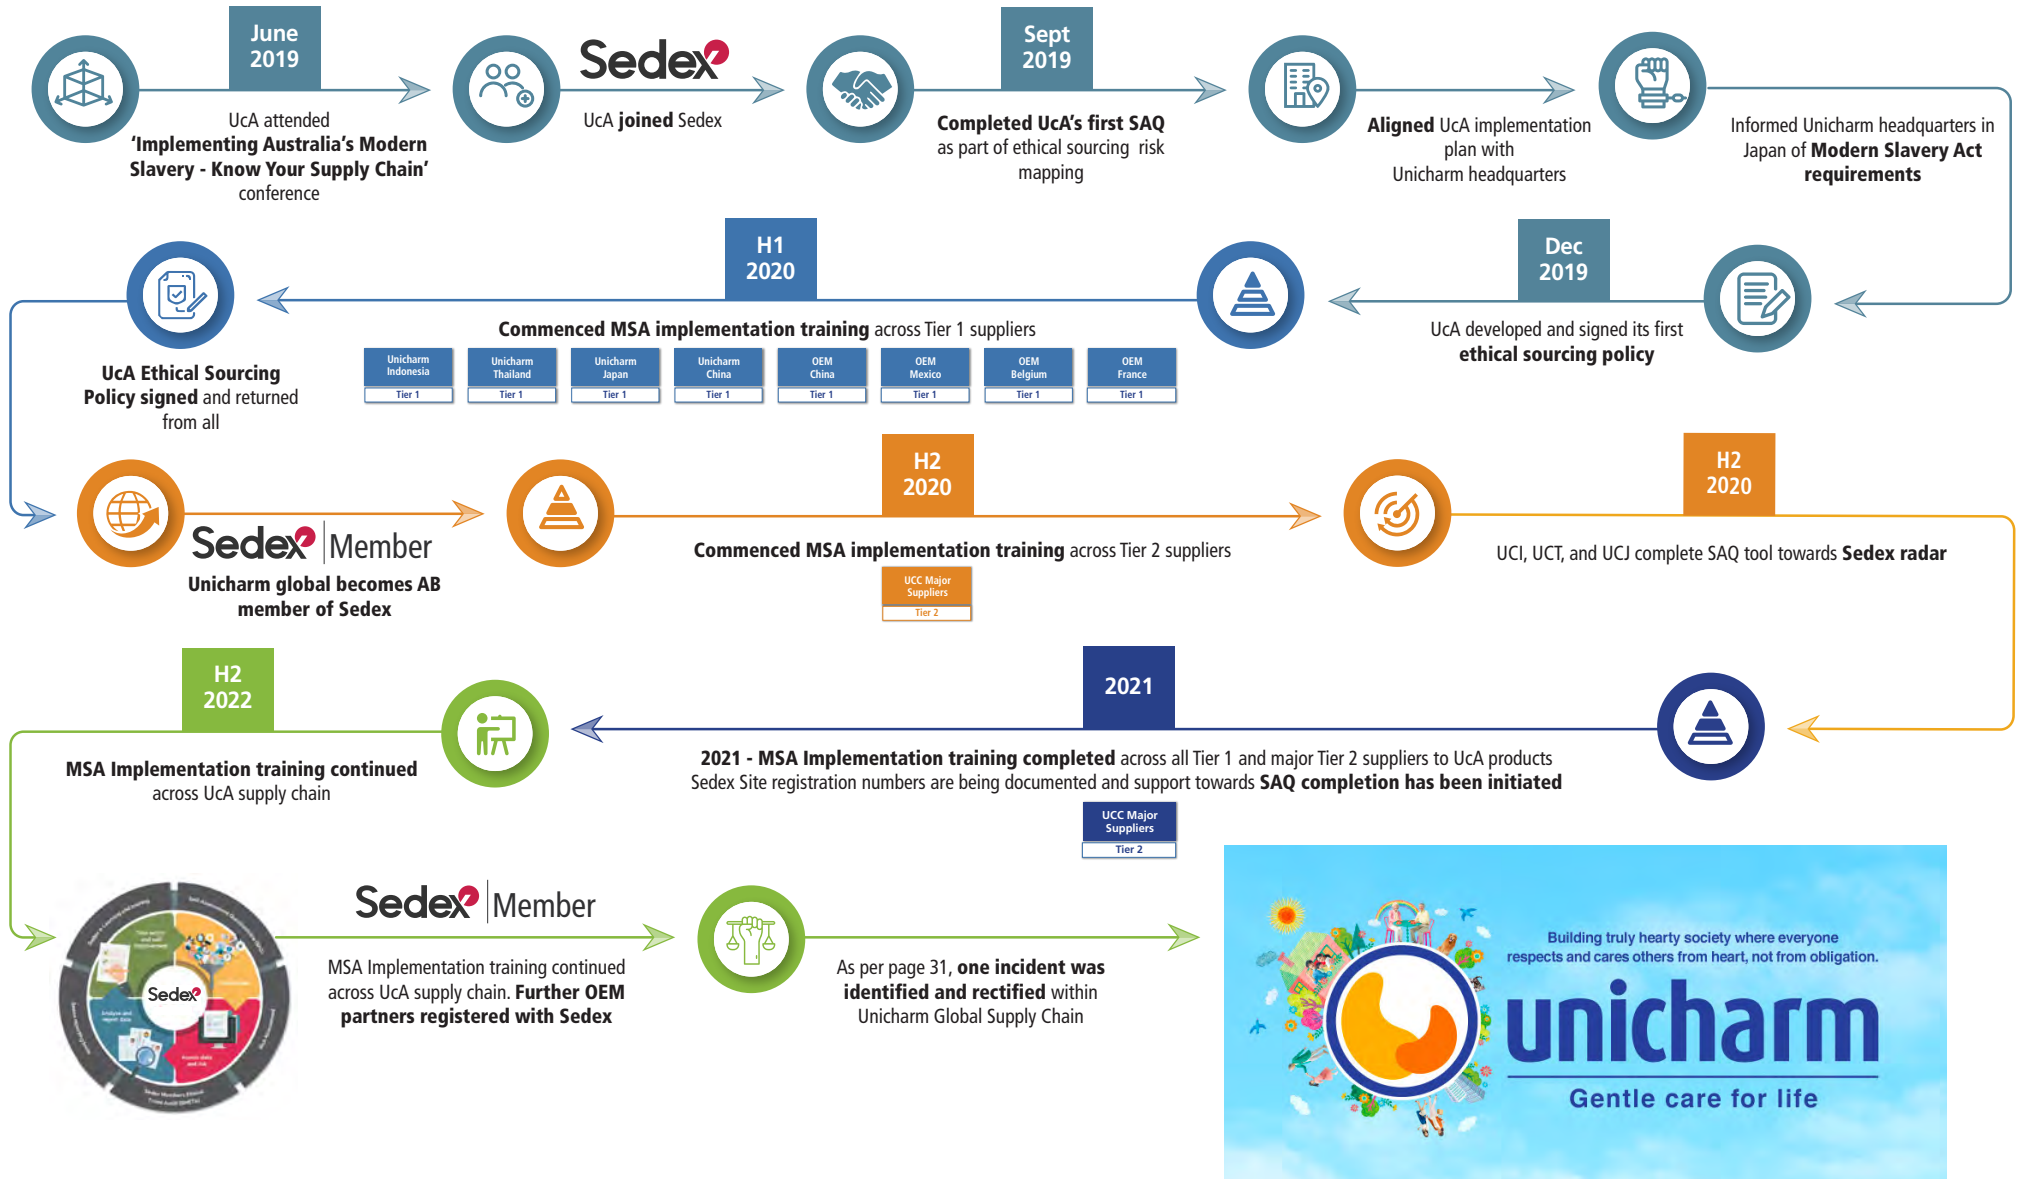 June
2019
UcA attended
‘Implementing Australia’s Modern
Slavery - Know Your Supply Chain’
conference
Sedex
UcA joined Sedex
Sept
2019
Completed UcA’s first SAQ
as part of ethical sourcing risk
mapping
Aligned UcA implementation
plan with
Unicharm headquarters
Informed Unicharm headquarters in
Japan of Modern Slavery Act
requirements
Dec
2019
UcA developed and signed its first
ethical sourcing policy
H1
2020
Commenced MSA implementation training across Tier 1 suppliers
Unicharm
Indonesia
Tier 1
Unicharm
Thailand
Tier 1
Unicharm
Japan
Tier 1
Unicharm
China
Tier 1
OEM
China
Tier 1
OEM
Mexico
Tier 1
OEM
Belgium
Tier 1
OEM
France
Tier 1
UcA Ethical Sourcing
Policy signed and returned
from all
Sedex Member
Unicharm global becomes AB
member of Sedex
H2
2020
Commenced MSA implementation training across Tier 2 suppliers
UCC Major
Suppliers
Tier 2
H2
2020
UCI, UCT, and UCJ complete SAQ tool towards Sedex radar
2021
2021 - MSA Implementation training completed across all Tier 1 and major Tier 2 suppliers to UcA products
Sedex Site registration numbers are being documented and support towards SAQ completion has been initiated
UCC Major
Suppliers
Tier 2
H2
2022
MSA Implementation training continued
across UcA supply chain
Sedex
Analyse and
report data
Sedex Members Ethical
Trade Audit (SMETA)
Sedex Member
MSA Implementation training continued
across UcA supply chain. Further OEM
partners registered with Sedex
As per page 31, one incident was
identified and rectified within
Unicharm Global Supply Chain
Building truly hearty society where everyone
respects and cares others from heart, not from obligation.
unicharm
Gentle care for life